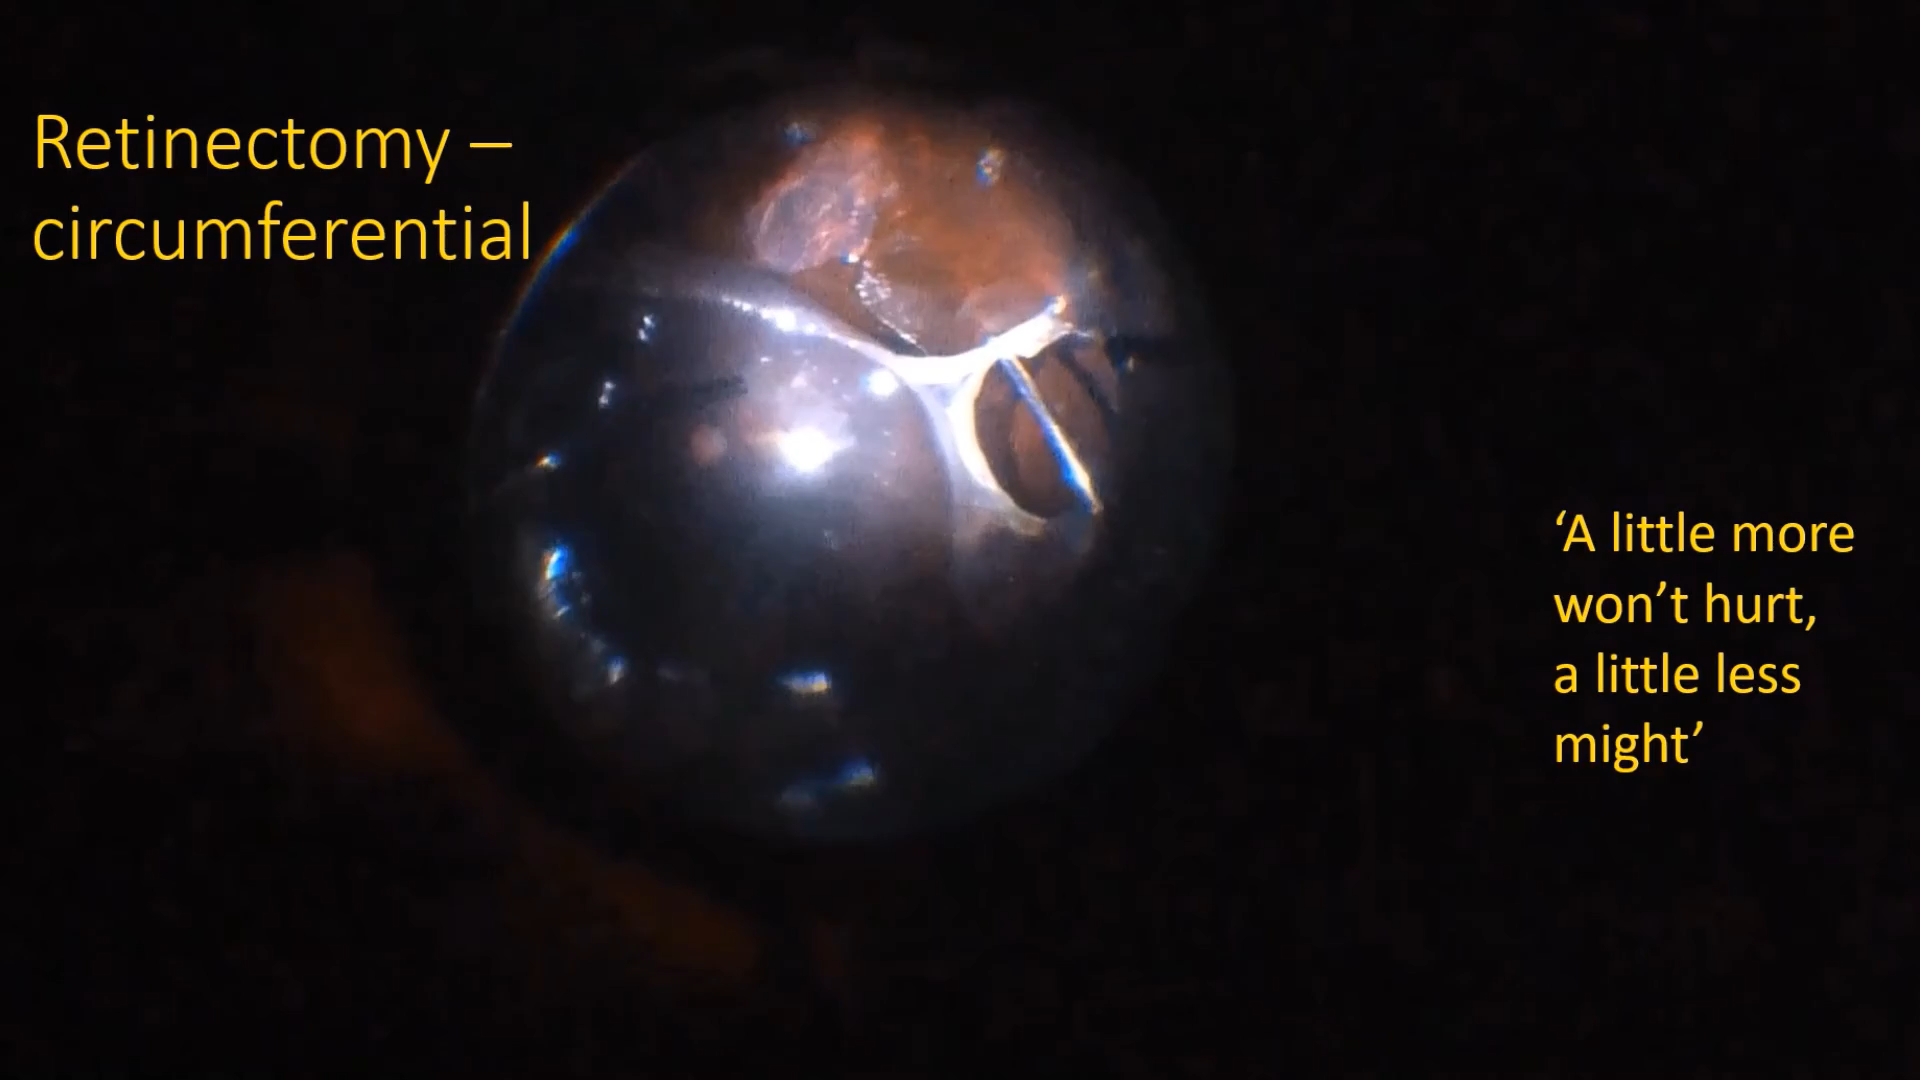 Retinectomy –
circumferential
‘A little more
won’t hurt,
a little less
might’